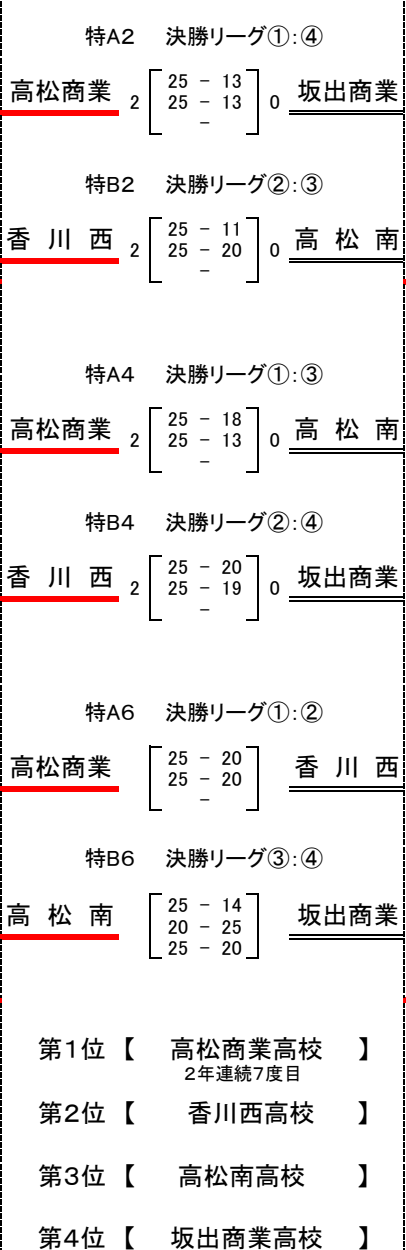 特A2 決勝リーグ①:④
25 - 13
高松商業 2 25 - 13 0 坂出商業
-
特B2 決勝リーグ②:③
25 - 11
香川西 2 25 - 20 0 高松南
-
特A4 決勝リーグ①:③
25 - 18
高松商業 2 25 - 13 0 高松南
-
特B4 決勝リーグ②:④
25 - 20
香川西 2 25 - 19 0 坂出商業
-
特A6 決勝リーグ①:②
25 - 20
高松商業 25 - 20 香川西
-
特B6 決勝リーグ③:④
25 - 14
高松南 20 - 25 坂出商業
25 - 20
第1位【 高松商業高校 】
2年連続7度目
第2位【 香川西高校 】
第3位【 高松南高校 】
第4位【 坂出商業高校 】